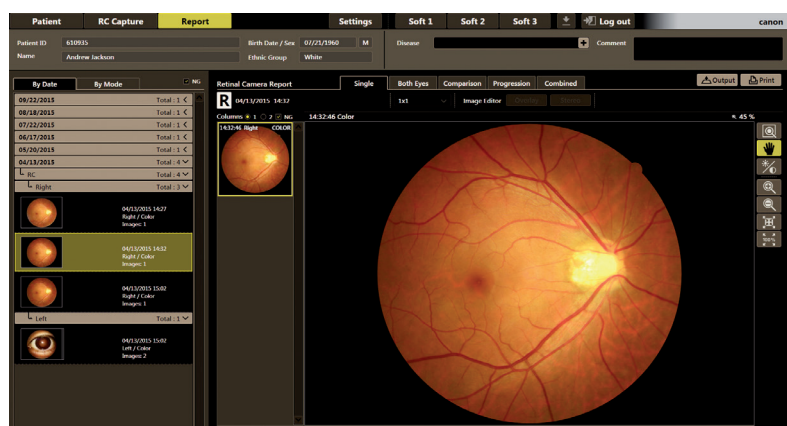 Patient RC Capture Report Settings Soft 1 Soft 2 Soft 3 Log out canon
Patient ID 610935 Birth Date / Sex 07/21/1960 M Disease Comment
Name Andrew Jackson Ethnic Group White
By Date By Mode NG
09/22/2015 Total : 1
08/18/2015 Total : 1
07/22/2015 Total : 1
06/17/2015 Total : 1
05/20/2015 Total : 1
04/13/2015 Total : 4
RC Total : 4
Right Total : 3
04/13/2015 14:27
Right / Color
Images: 1
04/13/2015 14:32
Right / Color
Images: 1
04/13/2015 15:02
Right / Color
Images: 1
Left Total : 1
04/13/2015 15:02
Left / Color
Images: 2
Retinal Camera Report Single Both Eyes Comparison Progression Combined Output Print
R 04/13/2015 14:32 1x1 Image Editor Overlay
Columns 1 2 NG 14:32:46 Color 45 %
14:32:46 Right COLOR
100%